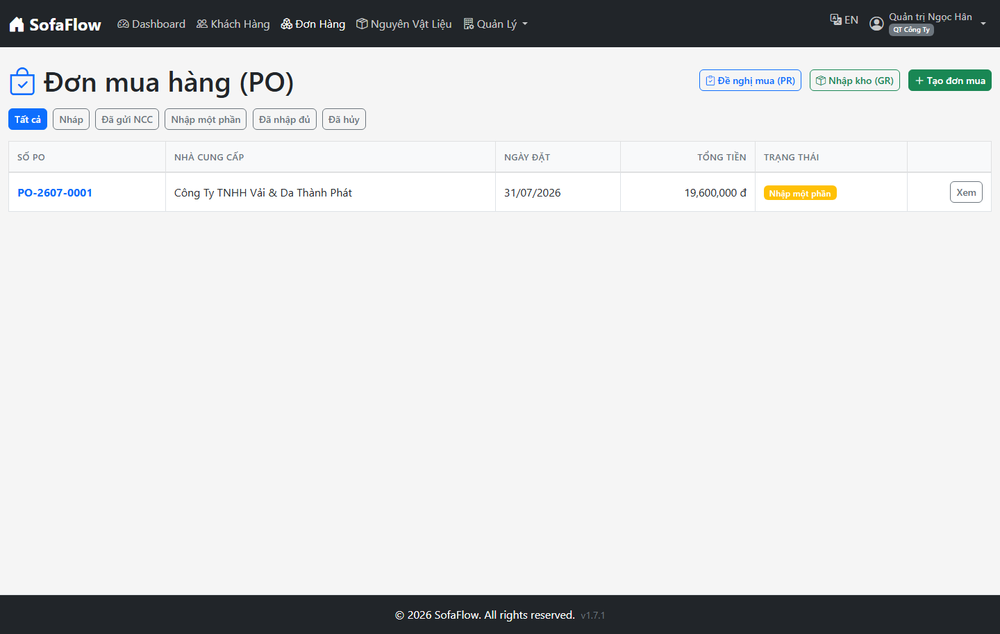 SofaFlow Dashboard Khách Hàng Đơn Hàng Nguyên Vật Liệu Quản Lý EN Quản trị Ngọc Hân
QT Công Ty
Đơn mua hàng (PO) Đề nghị mua (PR) Nhập kho (GR) + Tạo đơn mua
Tất cả Nháp Đã gửi NCC Nhập một phần Đã nhập đủ Đã hủy
SỐ PO NHÀ CUNG CẤP NGÀY ĐẶT TỔNG TIỀN TRẠNG THÁI
PO-2607-0001 Công Ty TNHH Vải & Da Thành Phát 31/07/2026 19,600,000 đ Nhập một phần Xem
© 2026 SofaFlow. All rights reserved. v1.7.1